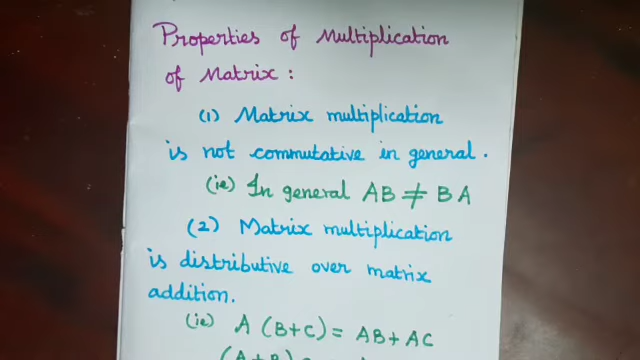 Properties of Multiplication
of Matrix :
(1) Matrix multiplication
is not commutative in general.
(ie) In general AB ≠ BA
(2) Matrix multiplication
is distributive over matrix
addition.
(ie) A (B+C) = AB + AC
(A+B)